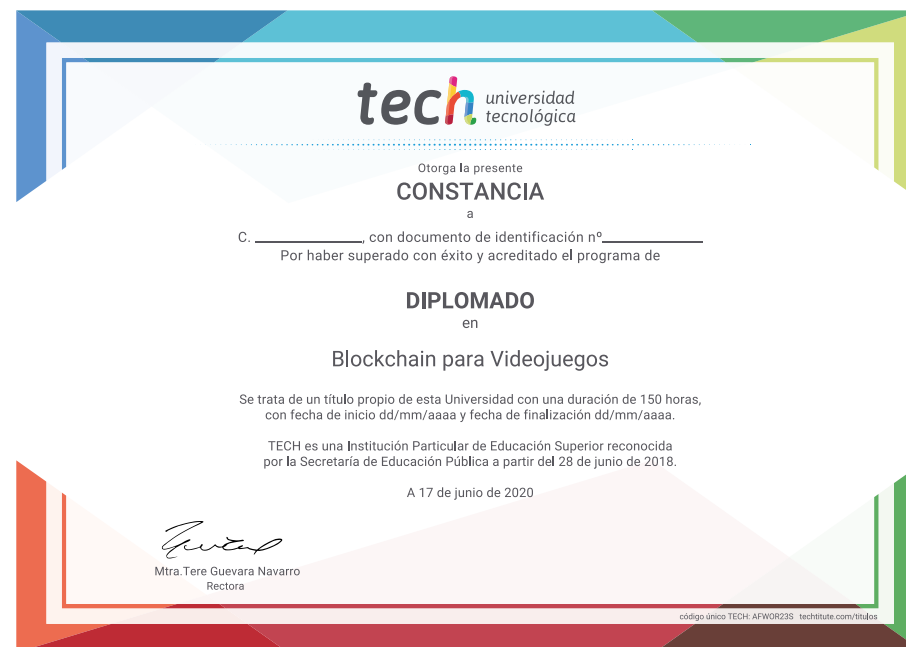 tech universidad
tecnológica
Otorga la presente
CONSTANCIA
a
C. ____________, con documento de identificación nº____________
Por haber superado con éxito y acreditado el programa de
DIPLOMADO
en
Blockchain para Videojuegos
Se trata de un título propio de esta Universidad con una duración de 150 horas,
con fecha de inicio dd/mm/aaaa y fecha de finalización dd/mm/aaaa.
TECH es una Institución Particular de Educación Superior reconocida
por la Secretaría de Educación Pública a partir del 28 de junio de 2018.
A 17 de junio de 2020
Mtra.Tere Guevara Navarro
Rectora
código único TECH: AFWOR23S techtitute.com/titulos